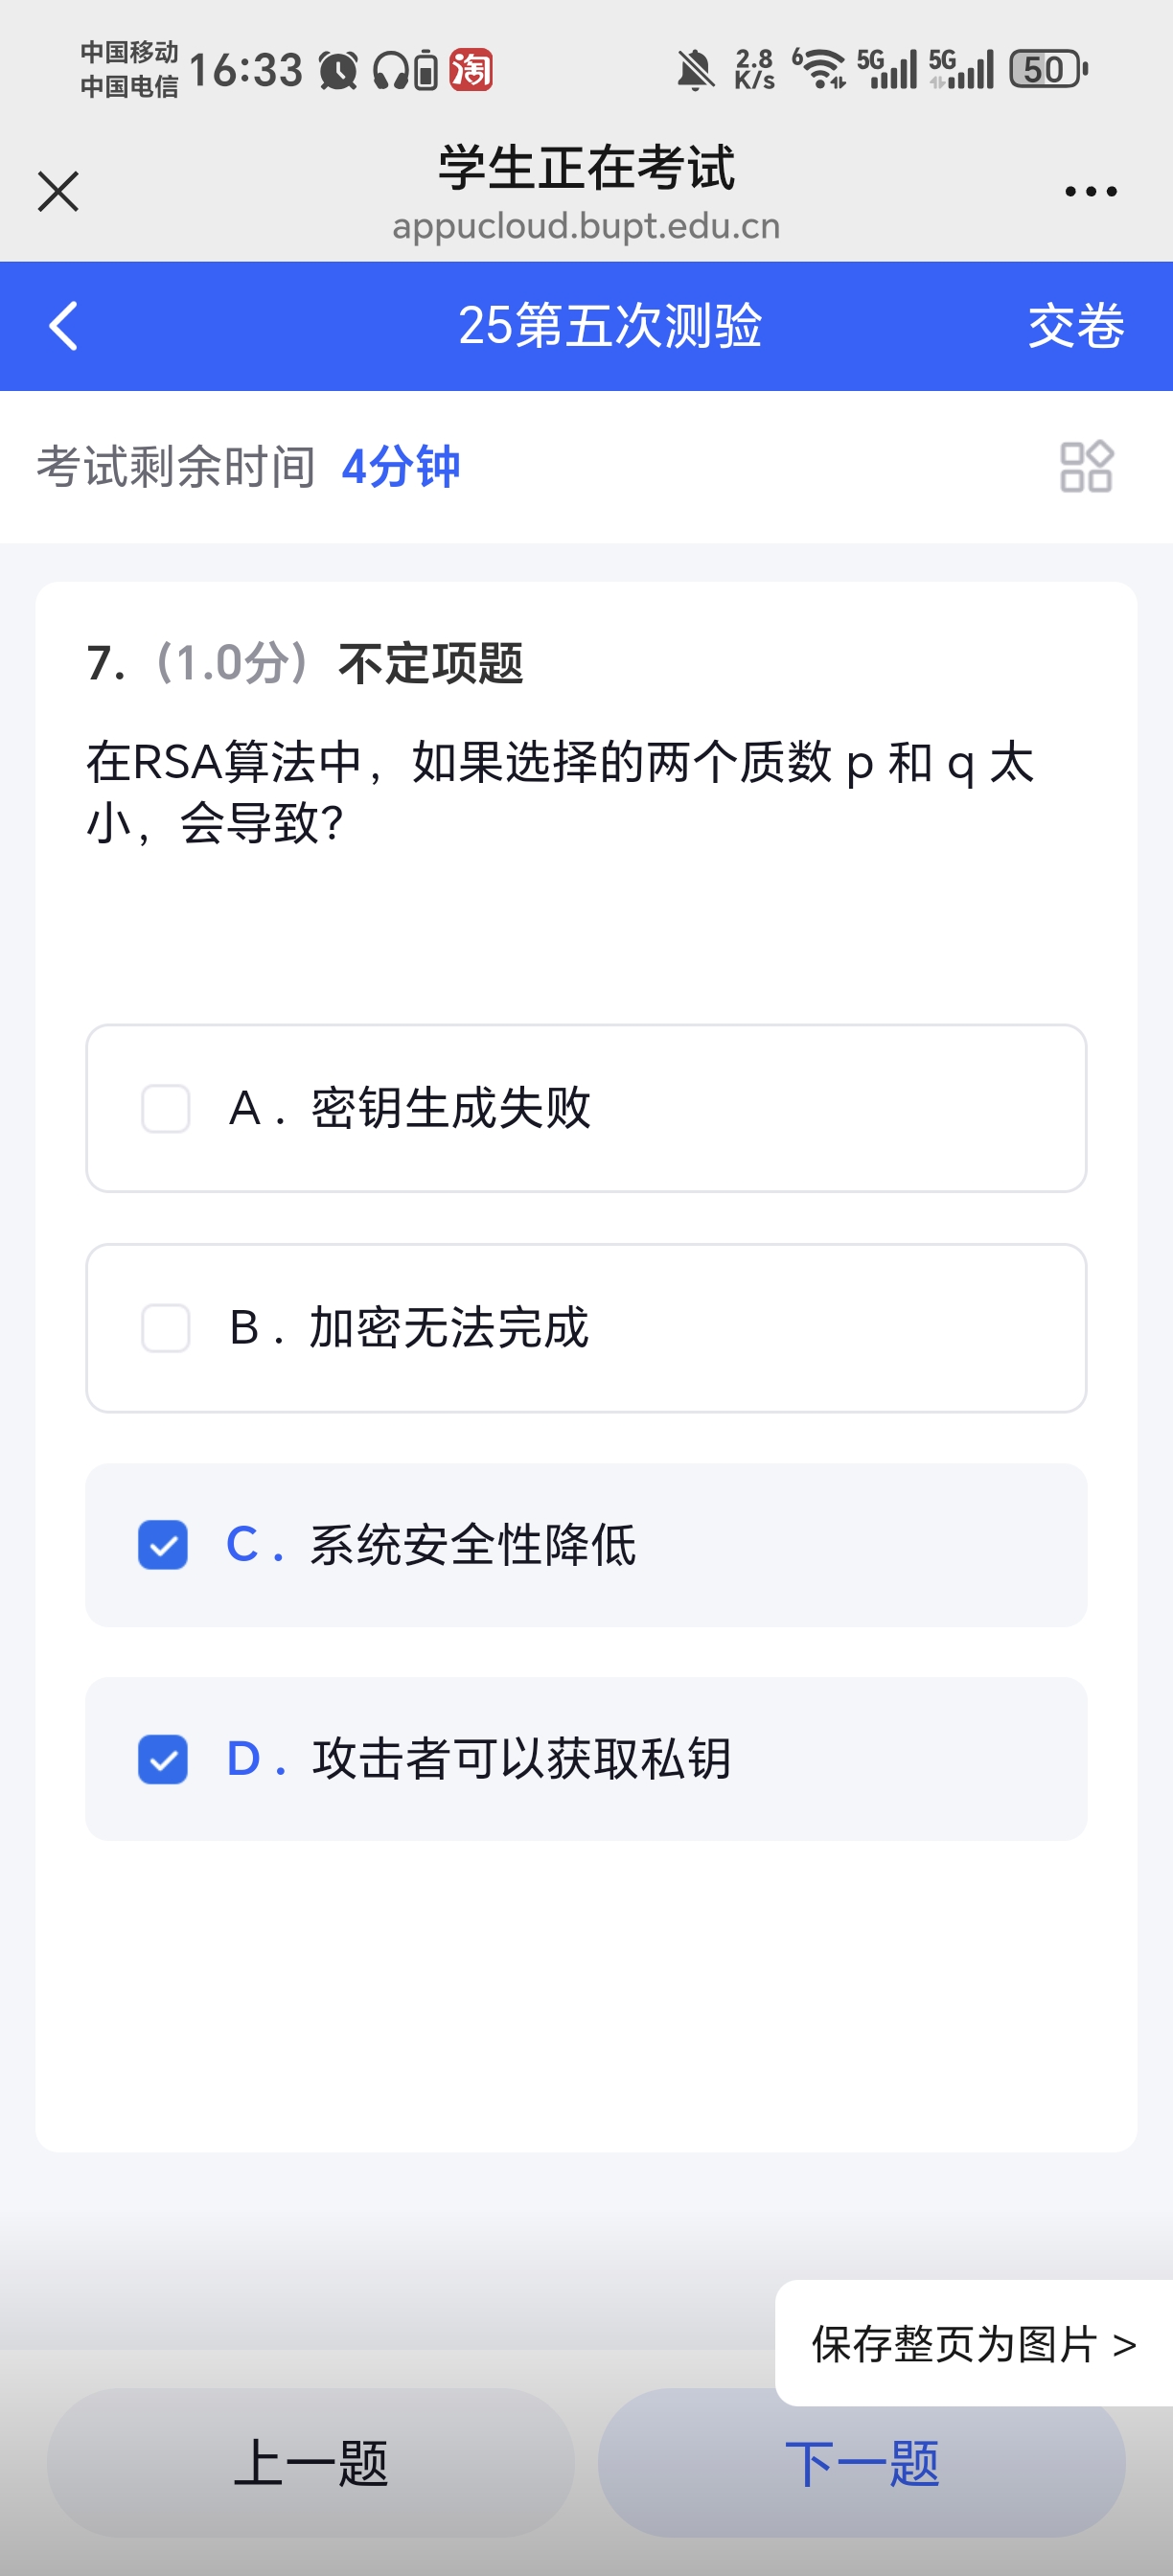 中国移动
中国电信
16:33
淘
2.8
K/s
6
5G
5G
50
学生正在考试
appucloud.bupt.edu.cn
25第五次测验
交卷
考试剩余时间 4分钟
7.（1.0分）不定项题
在RSA算法中，如果选择的两个质数 p 和 q 太
小，会导致？
A . 密钥生成失败
B . 加密无法完成
C . 系统安全性降低
D . 攻击者可以获取私钥
保存整页为图片 >
上一题
下一题